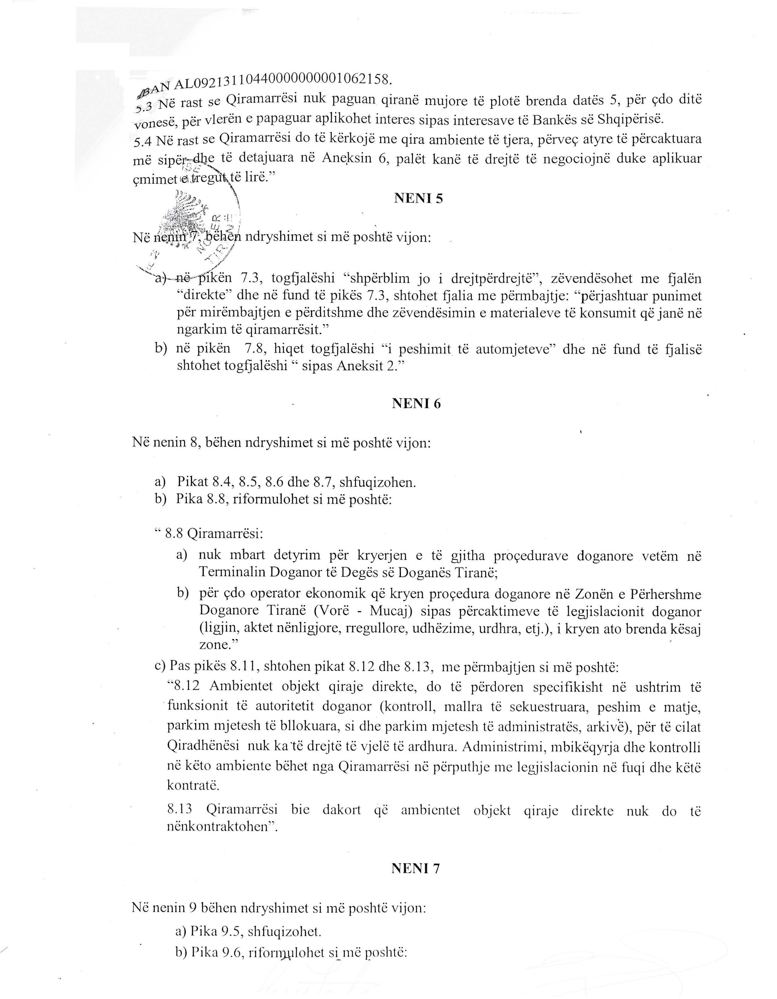 IBAN AL09213110440000000001062158.
5.3 Në rast se Qiramarrësi nuk paguan qiranë mujore të plotë brenda datës 5, për çdo ditë
vonesë, për vlerën e papaguar aplikohet interes sipas interesave të Bankës së Shqipërisë.
5.4 Në rast se Qiramarrësi do të kërkojë me qira ambiente të tjera, përveç atyre të përcaktuara
më sipër dhe të detajuara në Aneksin 6, palët kanë të drejtë të negociojnë duke aplikuar
çmimet e tregut të lirë.”
NENI 5
Në nenin 7, bëhen ndryshimet si më poshtë vijon:
a) në pikën 7.3, togfjalëshi “shpërblim jo i drejtpërdrejtë”, zëvendësohet me fjalën
“direkte” dhe në fund të pikës 7.3, shtohet fjalia me përmbajtje: “përjashtuar punimet
për mirëmbajtjen e përditshme dhe zëvendësimin e materialeve të konsumit që janë në
ngarkim të qiramarrësit.”
b) në pikën 7.8, hiqet togfjalëshi “i peshimit të automjeteve” dhe në fund të fjalisë
shtohet togfjalëshi “ sipas Aneksit 2.”
NENI 6
Në nenin 8, bëhen ndryshimet si më poshtë vijon:
a) Pikat 8.4, 8.5, 8.6 dhe 8.7, shfuqizohen.
b) Pika 8.8, riformulohet si më poshtë:
“ 8.8 Qiramarrësi:
a) nuk mbart detyrim për kryerjen e të gjitha proçedurave doganore vetëm në
Terminalin Doganor të Degës së Doganës Tiranë;
b) për çdo operator ekonomik që kryen proçedura doganore në Zonën e Përhershme
Doganore Tiranë (Vorë - Mucaj) sipas përcaktimeve të legjislacionit doganor
(ligjin, aktet nënligjore, rregullore, udhëzime, urdhra, etj.), i kryen ato brenda kësaj
zone.”
c) Pas pikës 8.11, shtohen pikat 8.12 dhe 8.13, me përmbajtjen si më poshtë:
“8.12 Ambientet objekt qiraje direkte, do të përdoren specifikisht në ushtrim të
funksionit të autoritetit doganor (kontroll, mallra të sekuestruara, peshim e matje,
parkim mjetesh të bllokuara, si dhe parkim mjetesh të administratës, arkivë), për të cilat
Qiradhënësi nuk ka të drejtë të vjelë të ardhura. Administrimi, mbikëqyrja dhe kontrolli
në këto ambiente bëhet nga Qiramarrësi në përputhje me legjislacionin në fuqi dhe këtë
kontratë.
8.13 Qiramarrësi bie dakort që ambientet objekt qiraje direkte nuk do të
nënkontraktohen”.
NENI 7
Në nenin 9 bëhen ndryshimet si më poshtë vijon:
a) Pika 9.5, shfuqizohet.
b) Pika 9.6, riformulohet si më poshtë: